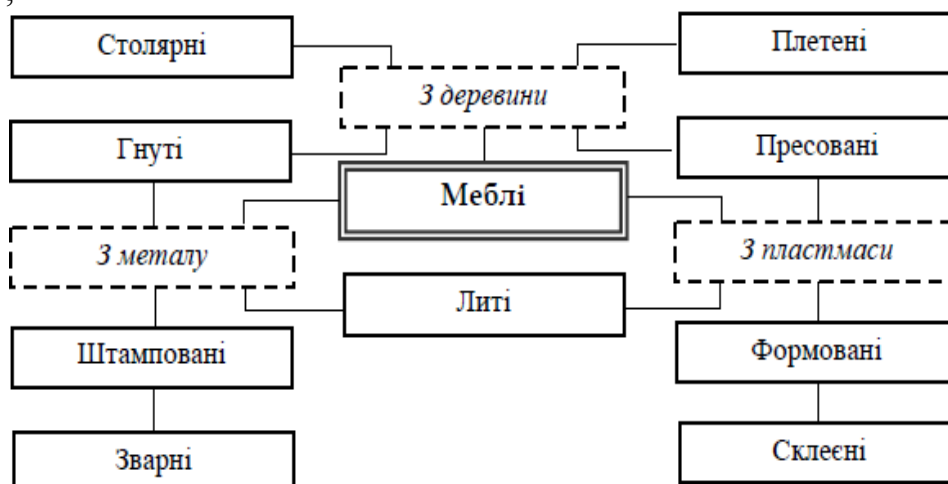 ;
Столярні
Плетені
З деревини
Гнуті
Пресовані
Меблі
З металу
З пластмаси
Литі
Штамповані
Формовані
Зварні
Склеєні